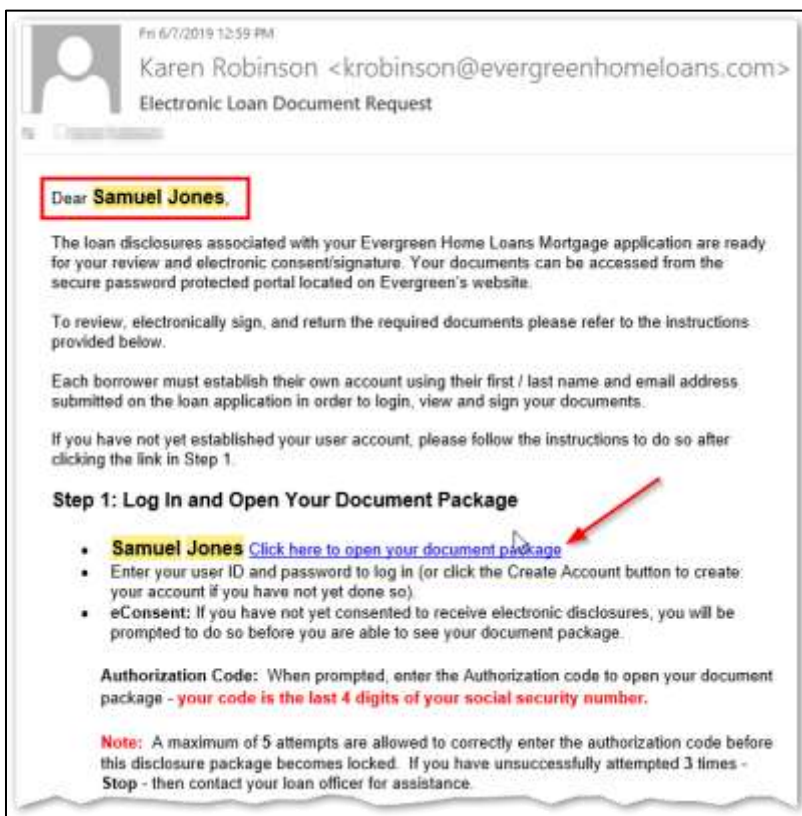 Fri 6/7/2019 12:59 PM
Karen Robinson <krobinson@evergreenhomeloans.com>
Electronic Loan Document Request
Dear Samuel Jones,
The loan disclosures associated with your Evergreen Home Loans Mortgage application are ready
for your review and electronic consent/signature. Your documents can be accessed from the
secure password protected portal located on Evergreen's website.
To review, electronically sign, and return the required documents please refer to the instructions
provided below.
Each borrower must establish their own account using their first / last name and email address
submitted on the loan application in order to login, view and sign your documents.
If you have not yet established your user account, please follow the instructions to do so after
clicking the link in Step 1.
Step 1: Log In and Open Your Document Package
• Samuel Jones Click here to open your document package
• Enter your user ID and password to log in (or click the Create Account button to create
your account if you have not yet done so).
• eConsent: If you have not yet consented to receive electronic disclosures, you will be
prompted to do so before you are able to see your document package.
Authorization Code: When prompted, enter the Authorization code to open your document
package - your code is the last 4 digits of your social security number.
Note: A maximum of 5 attempts are allowed to correctly enter the authorization code before
this disclosure package becomes locked. If you have unsuccessfully attempted 3 times -
Stop - then contact your loan officer for assistance.